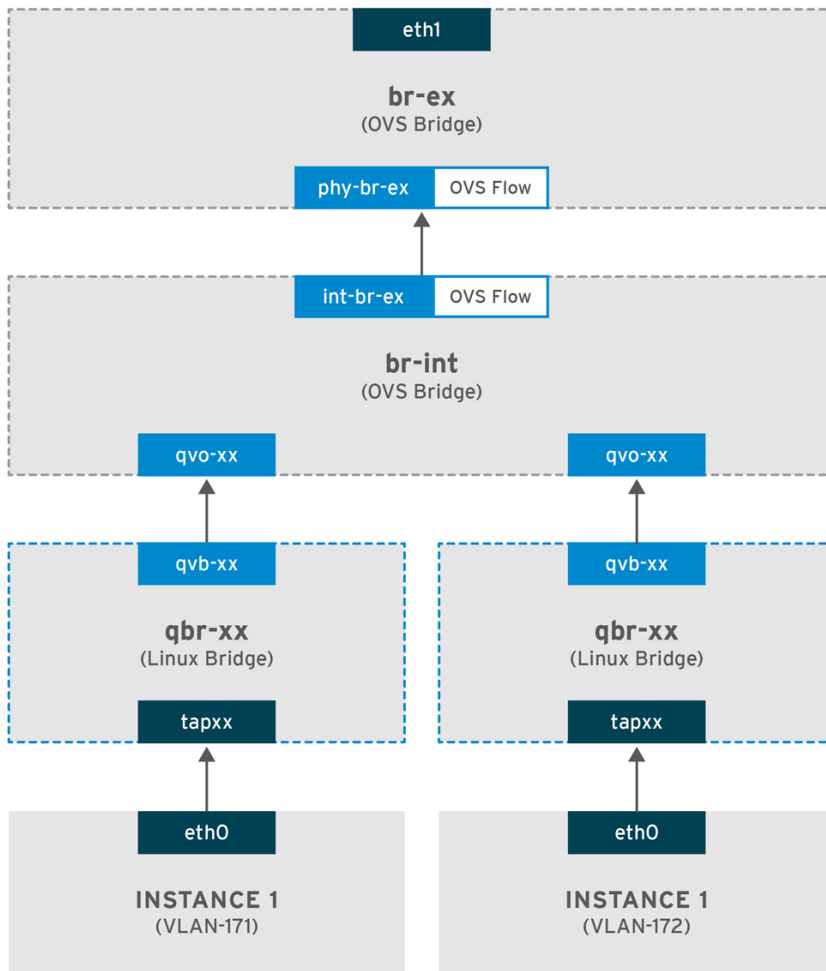 eth1
br-ex
(OVS Bridge)
phy-br-ex OVS Flow
int-br-ex OVS Flow
br-int
(OVS Bridge)
qvo-xx qvo-xx
qvb-xx qvb-xx
qbr-xx qbr-xx
(Linux Bridge) (Linux Bridge)
tapxx tapxx
eth0 eth0
INSTANCE 1 INSTANCE 1
(VLAN-171) (VLAN-172)